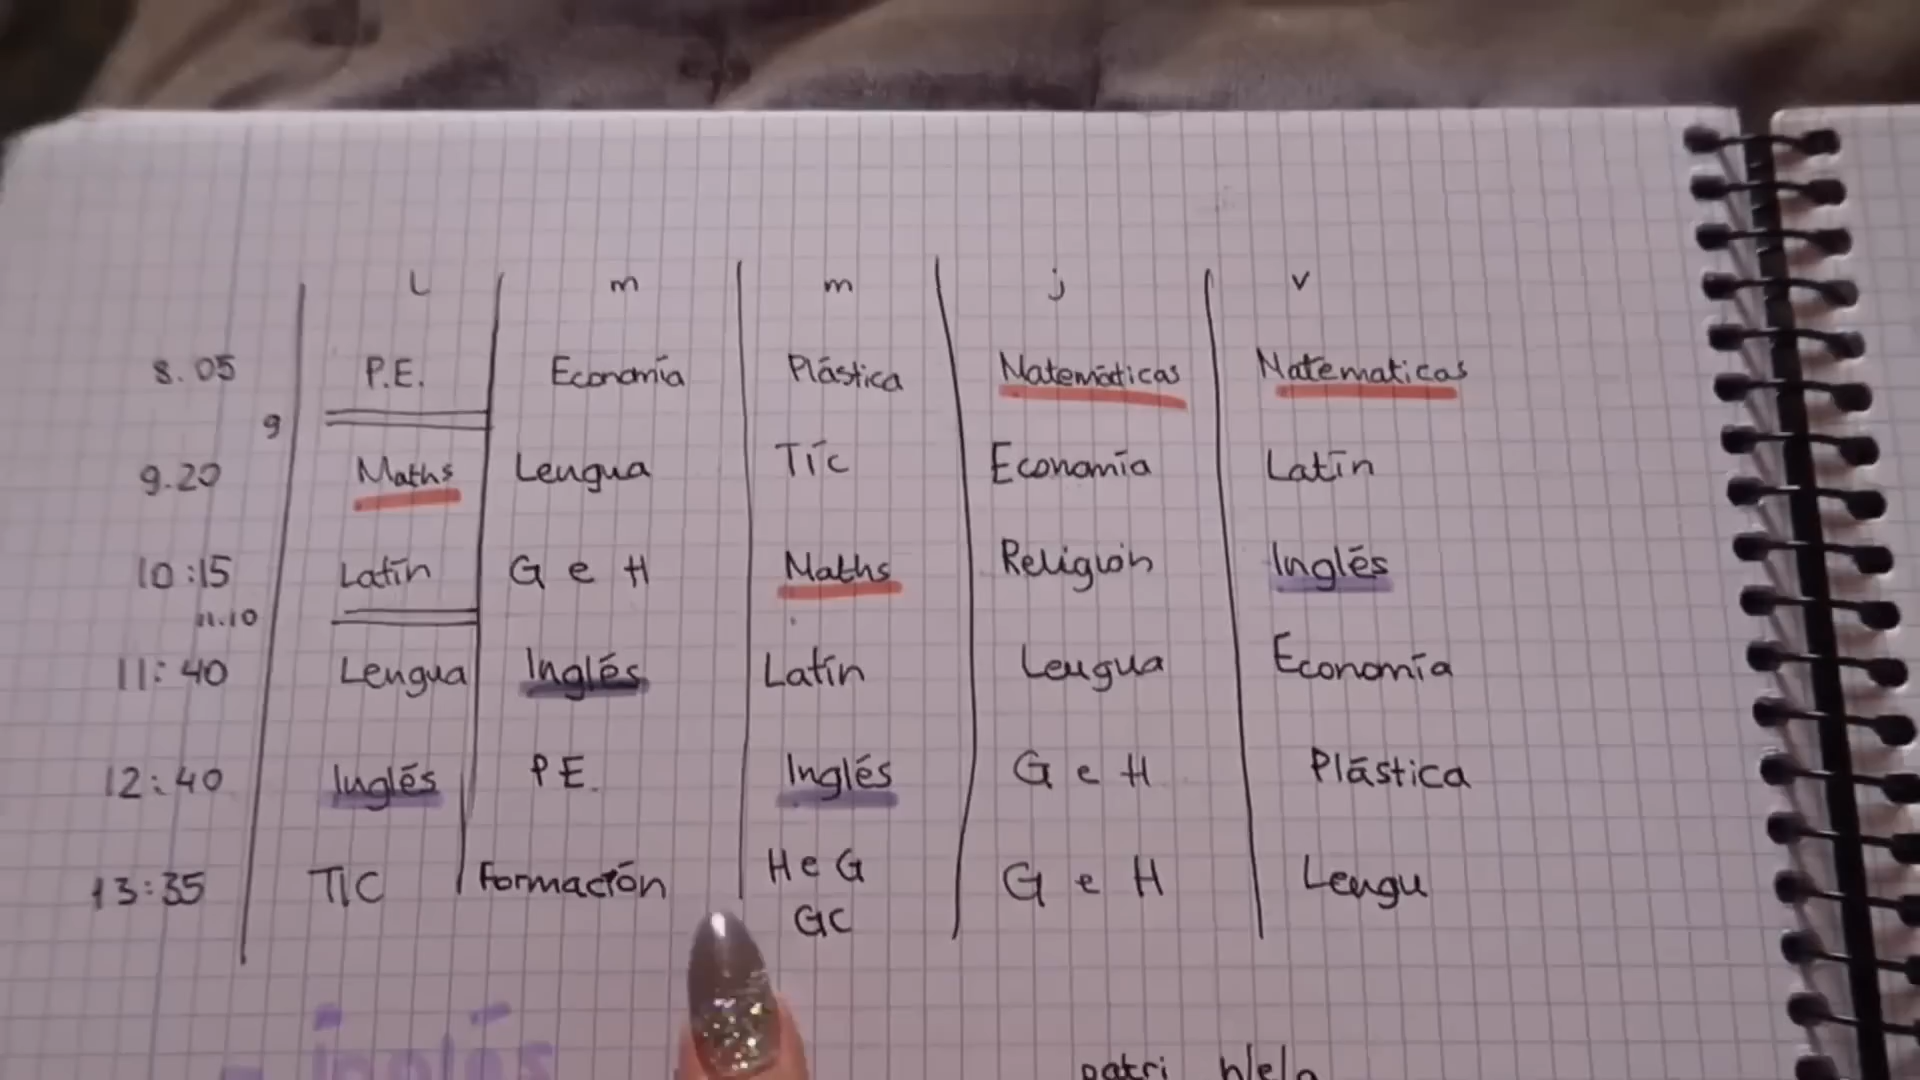 L m m j v
8.05 P.E. Economía Plástica Matemáticas Matematicas
9
9.20 Maths Lengua TIC Economía Latín
10:15 Latín G e H Maths Religión Inglés
11.10
11:40 Lengua Inglés Latín Lengua Economía
12:40 Inglés P E. Inglés G e H Plástica
13:35 TIC Formación H e G G e H Lengu
GC
- inglés
patri